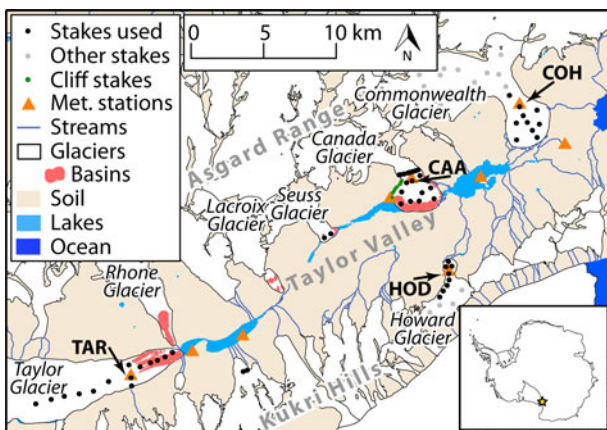 Stakes used
Other stakes
Cliff stakes
Met. stations
Streams
Glaciers
Basins
Soil
Lakes
Ocean
0 5 10 km
N
COH
Commonwealth
Glacier
Asgard Range
Canada
Glacier
CAA
Seuss
Glacier
Lacroix
Glacier
Taylor Valley
Rhone
Glacier
HOD
Howard
Glacier
TAR
Taylor
Glacier
Kukri Hills